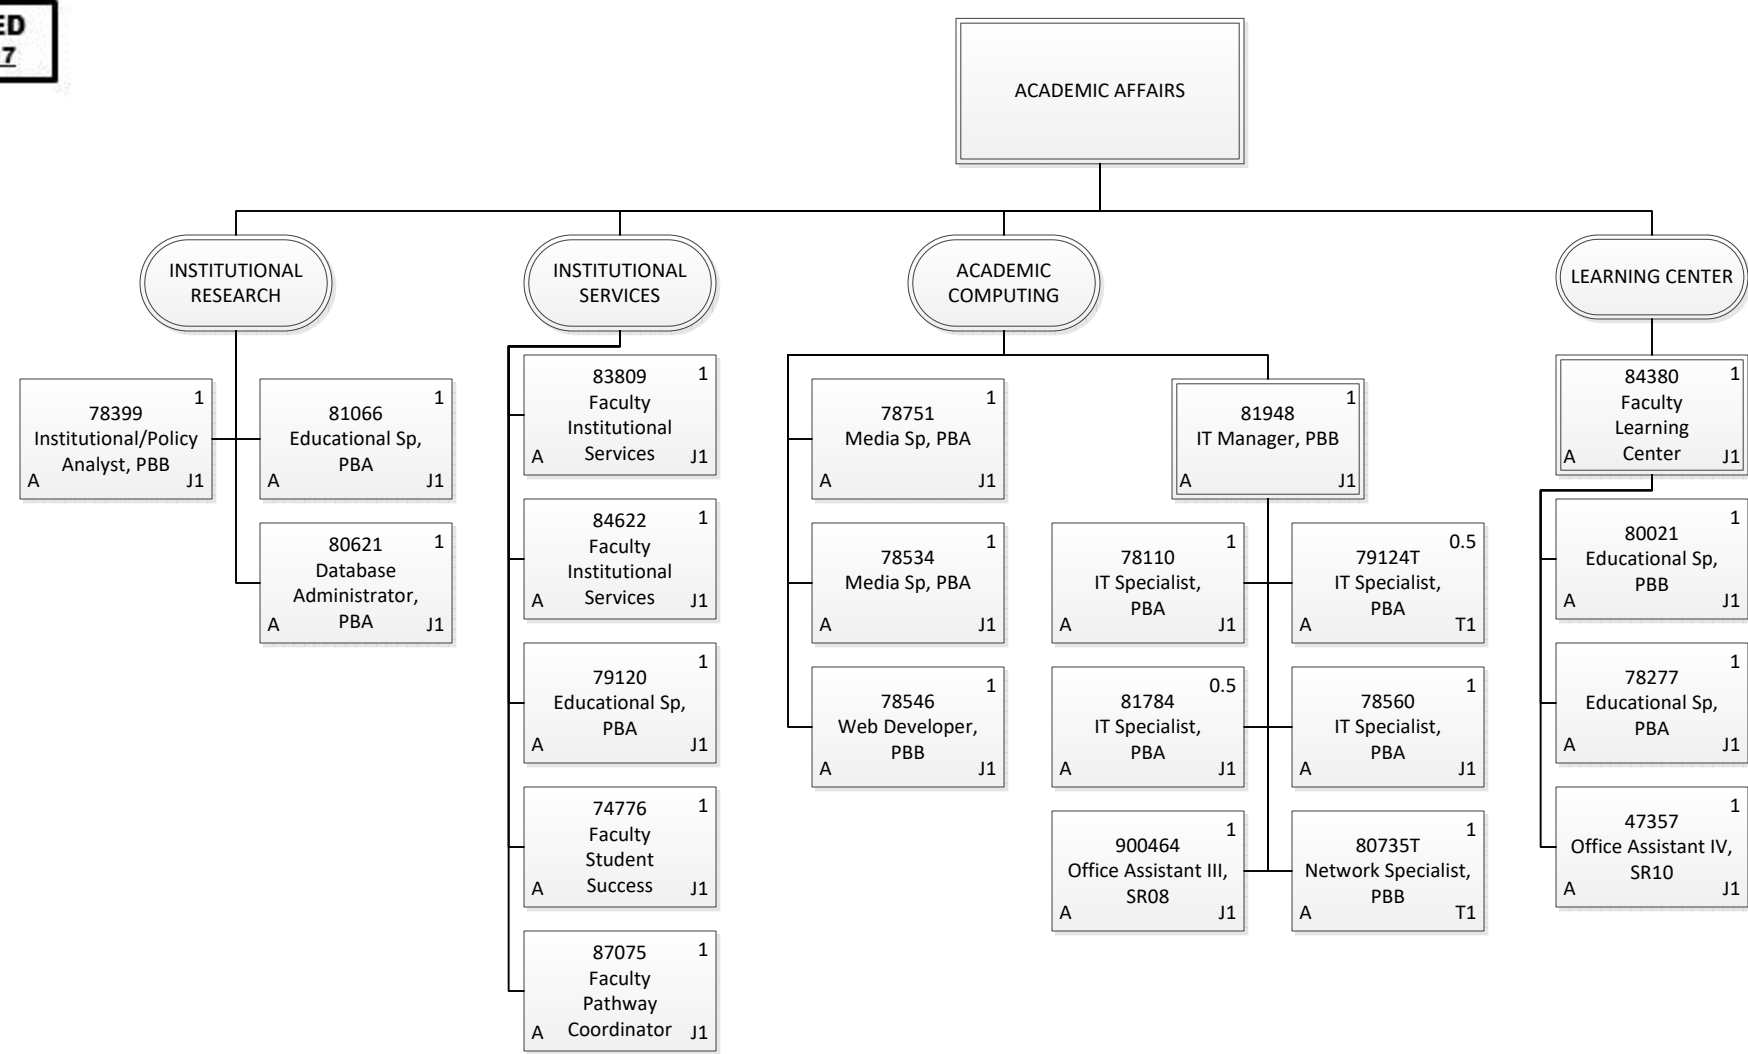 7
ACADEMIC AFFAIRS
INSTITUTIONAL
RESEARCH
INSTITUTIONAL
SERVICES
ACADEMIC
COMPUTING
LEARNING CENTER
1
78399
Institutional/Policy
Analyst, PBB
A
J1
1
81066
Educational Sp,
PBA
A
J1
1
80621
Database
Administrator,
PBA
A
J1
1
83809
Faculty
Institutional
Services
A
J1
1
84622
Faculty
Institutional
Services
A
J1
1
79120
Educational Sp,
PBA
A
J1
1
74776
Faculty
Student
Success
A
J1
1
87075
Faculty
Pathway
Coordinator
A
J1
1
78751
Media Sp, PBA
A
J1
1
78534
Media Sp, PBA
A
J1
1
78546
Web Developer,
PBB
A
J1
1
81948
IT Manager, PBB
A
J1
1
78110
IT Specialist,
PBA
A
J1
0.5
79124T
IT Specialist,
PBA
A
T1
0.5
81784
IT Specialist,
PBA
A
J1
1
78560
IT Specialist,
PBA
A
J1
1
900464
Office Assistant III,
SR08
A
J1
1
80735T
Network Specialist,
PBB
A
T1
1
84380
Faculty
Learning
Center
A
J1
1
80021
Educational Sp,
PBB
A
J1
1
78277
Educational Sp,
PBA
A
J1
1
47357
Office Assistant IV,
SR10
A
J1